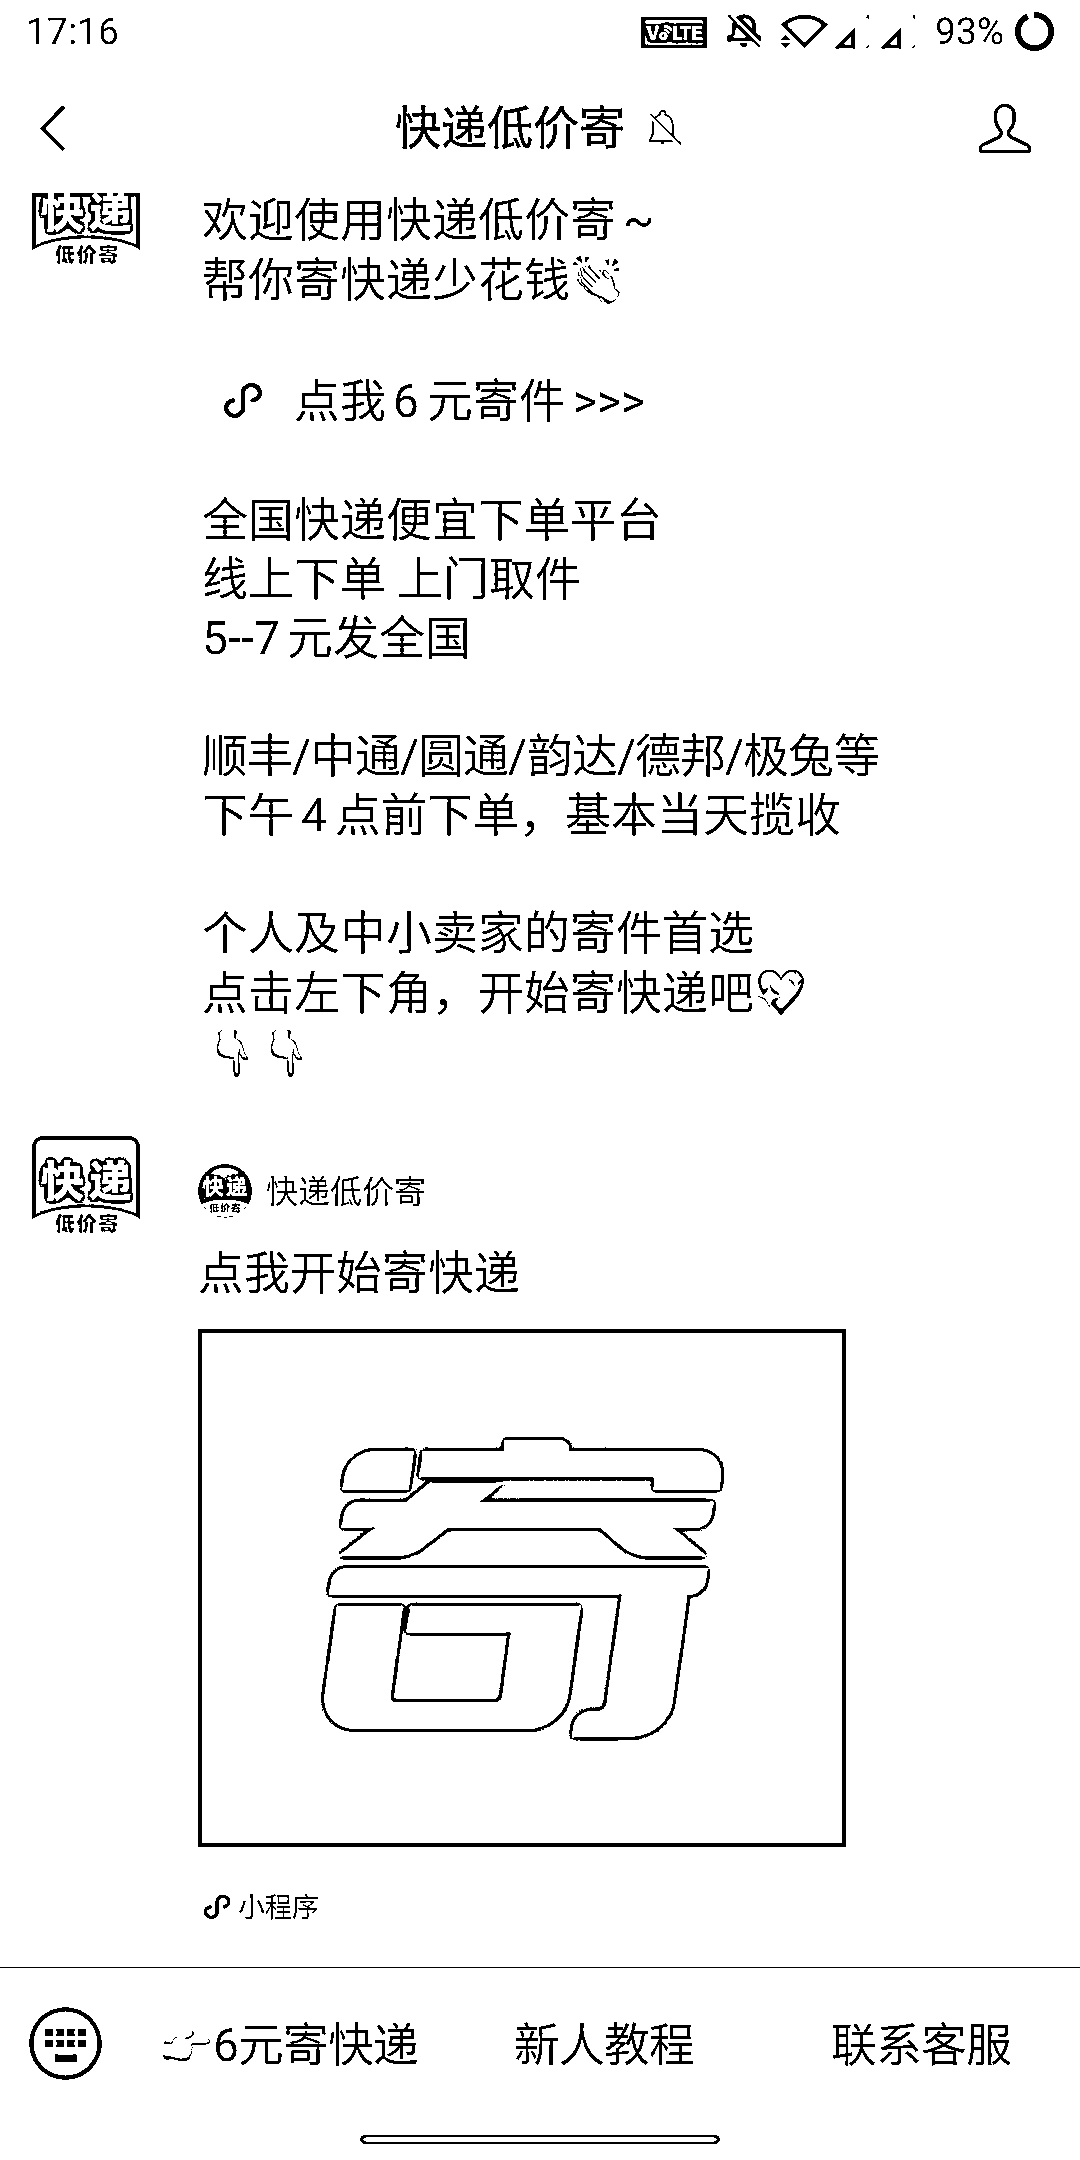 17:16
VoLTE
93%
快递低价寄
快递
低价寄
欢迎使用快递低价寄~
帮你寄快递少花钱👏
点我6元寄件>>>
全国快递便宜下单平台
线上下单 上门取件
5--7元发全国
顺丰/中通/圆通/韵达/德邦/极兔等
下午4点前下单，基本当天揽收
个人及中小卖家的寄件首选
点击左下角，开始寄快递吧
👇👇
快递
低价寄
快递
低价寄
快递低价寄
点我开始寄快递
寄
小程序
👉6元寄快递
新人教程
联系客服